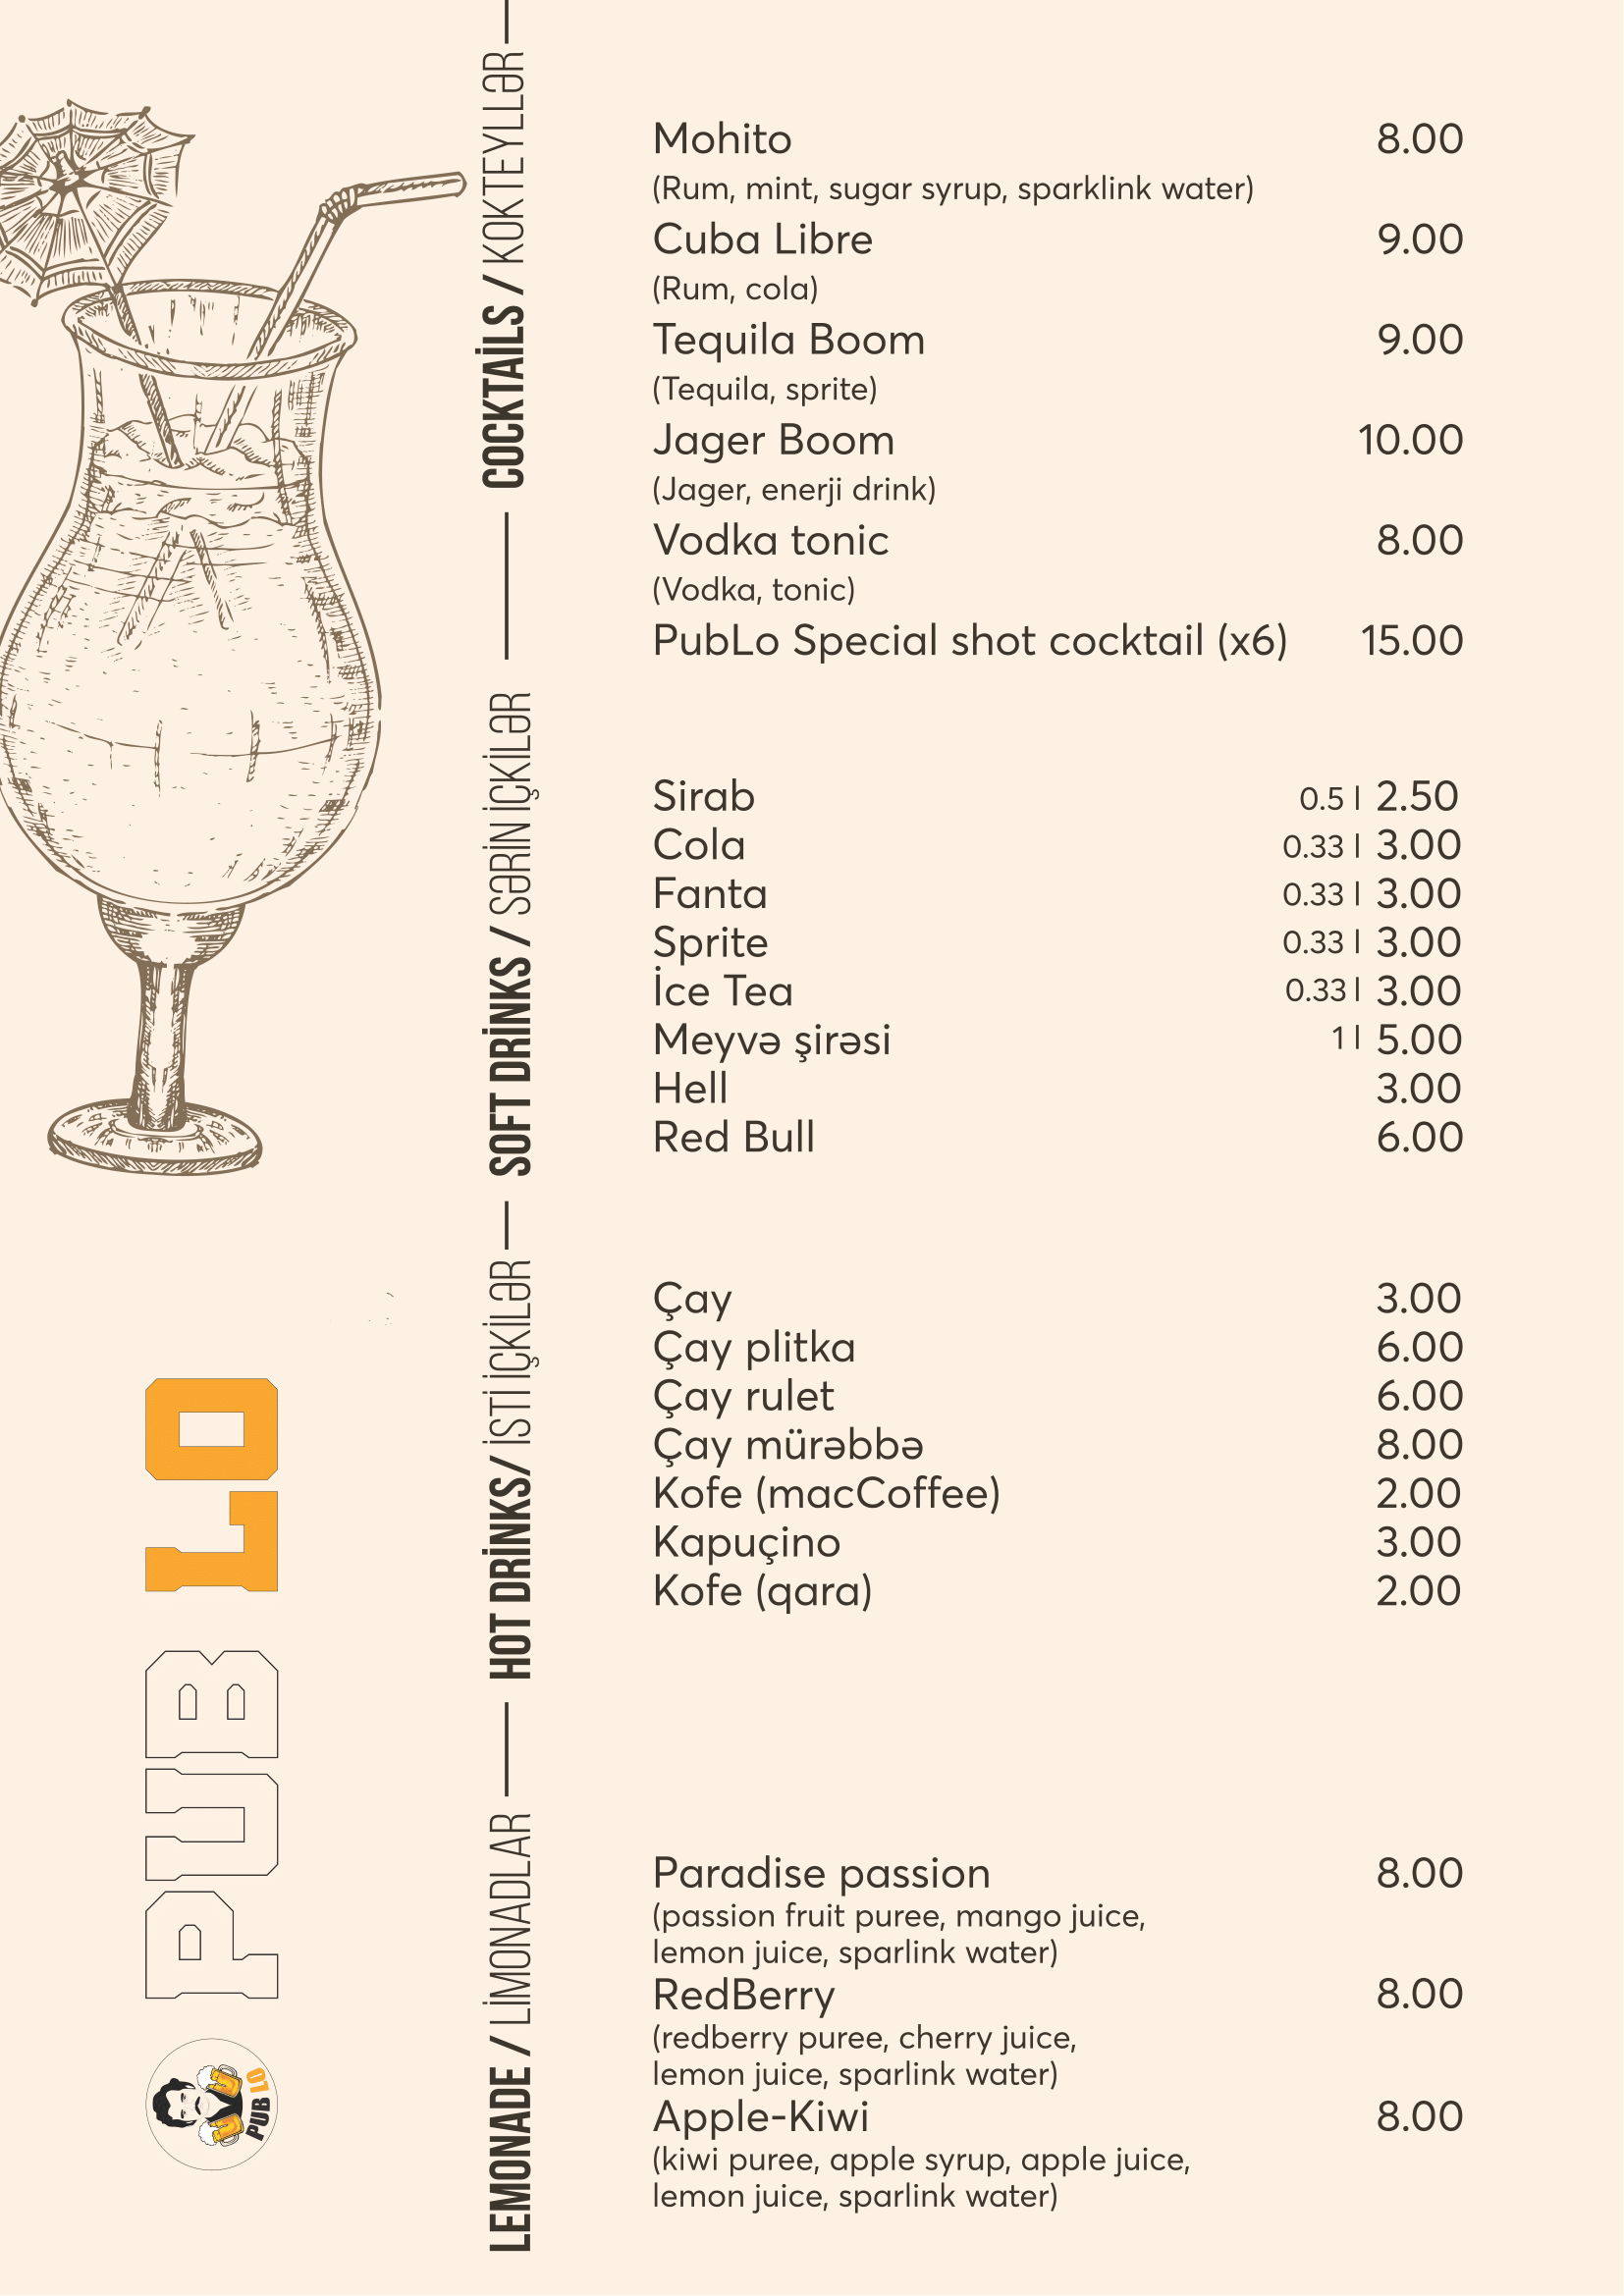 COCKTAİLS / KOKTEYLLƏR
Mohito 8.00
(Rum, mint, sugar syrup, sparklink water)
Cuba Libre 9.00
(Rum, cola)
Tequila Boom 9.00
(Tequila, sprite)
Jager Boom 10.00
(Jager, enerji drink)
Vodka tonic 8.00
(Vodka, tonic)
PubLo Special shot cocktail (x6) 15.00
SOFT DRİNKS / SƏRİN İÇKİLƏR
Sirab 0.5 l 2.50
Cola 0.33 l 3.00
Fanta 0.33 l 3.00
Sprite 0.33 l 3.00
İce Tea 0.33 l 3.00
Meyvə şirəsi 1 l 5.00
Hell 3.00
Red Bull 6.00
HOT DRİNKS/ İSTİ İÇKİLƏR
Çay 3.00
Çay plitka 6.00
Çay rulet 6.00
Çay mürəbbə 8.00
Kofe (macCoffee) 2.00
Kapuçino 3.00
Kofe (qara) 2.00
LEMONADE / LİMONADLAR
Paradise passion 8.00
(passion fruit puree, mango juice,
lemon juice, sparlink water)
RedBerry 8.00
(redberry puree, cherry juice,
lemon juice, sparlink water)
Apple-Kiwi 8.00
(kiwi puree, apple syrup, apple juice,
lemon juice, sparlink water)
PUB LO
PUB LO